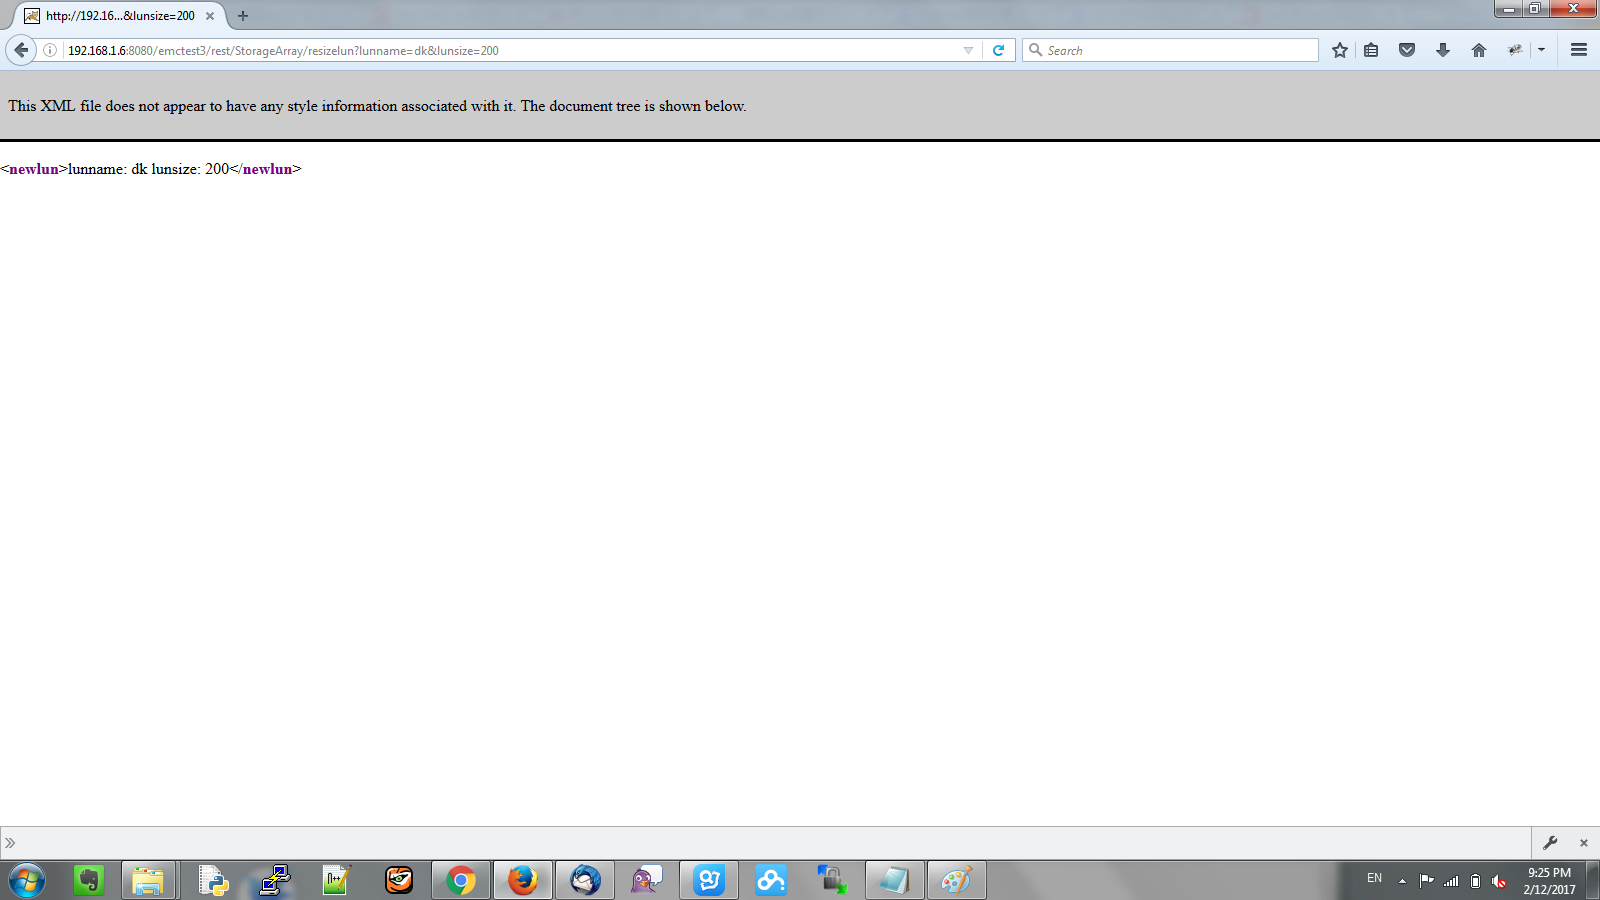 http://192.16...&lunsize=200
192.168.1.6:8080/emctest3/rest/StorageArray/resizelun?lunname=dk&lunsize=200
Search
This XML file does not appear to have any style information associated with it. The document tree is shown below.
<newlun>lunname: dk lunsize: 200</newlun>
EN
9:25 PM
2/12/2017